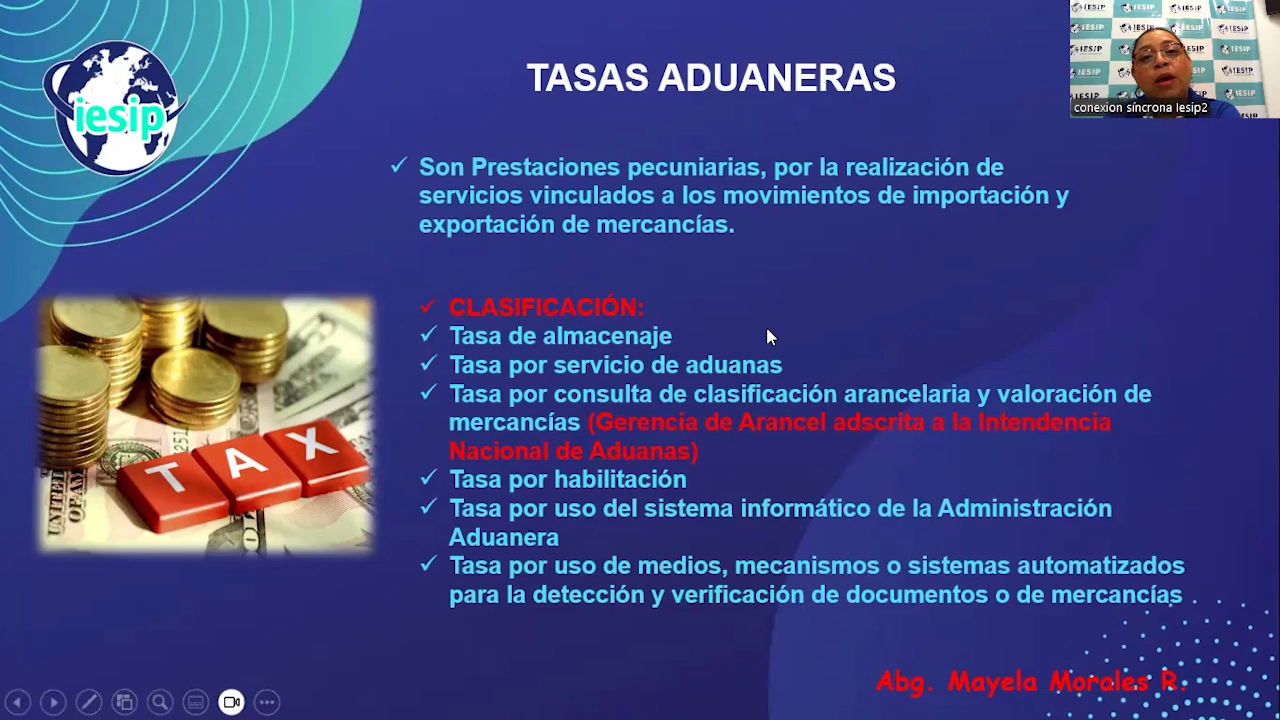 iesip
TASAS ADUANERAS
conexion síncrona Iesip2
✓ Son Prestaciones pecuniarias, por la realización de
servicios vinculados a los movimientos de importación y
exportación de mercancías.
✓ CLASIFICACIÓN:
✓ Tasa de almacenaje
✓ Tasa por servicio de aduanas
✓ Tasa por consulta de clasificación arancelaria y valoración de
mercancías (Gerencia de Arancel adscrita a la Intendencia
Nacional de Aduanas)
✓ Tasa por habilitación
✓ Tasa por uso del sistema informático de la Administración
Aduanera
✓ Tasa por uso de medios, mecanismos o sistemas automatizados
para la detección y verificación de documentos o de mercancías
TAX
Abg. Mayela Morales R.